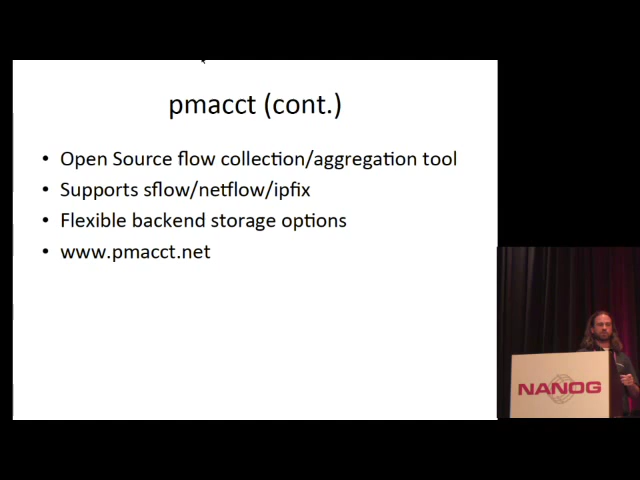 pmacct (cont.)
• Open Source flow collection/aggregation tool
• Supports sflow/netflow/ipfix
• Flexible backend storage options
• www.pmacct.net
NANOG